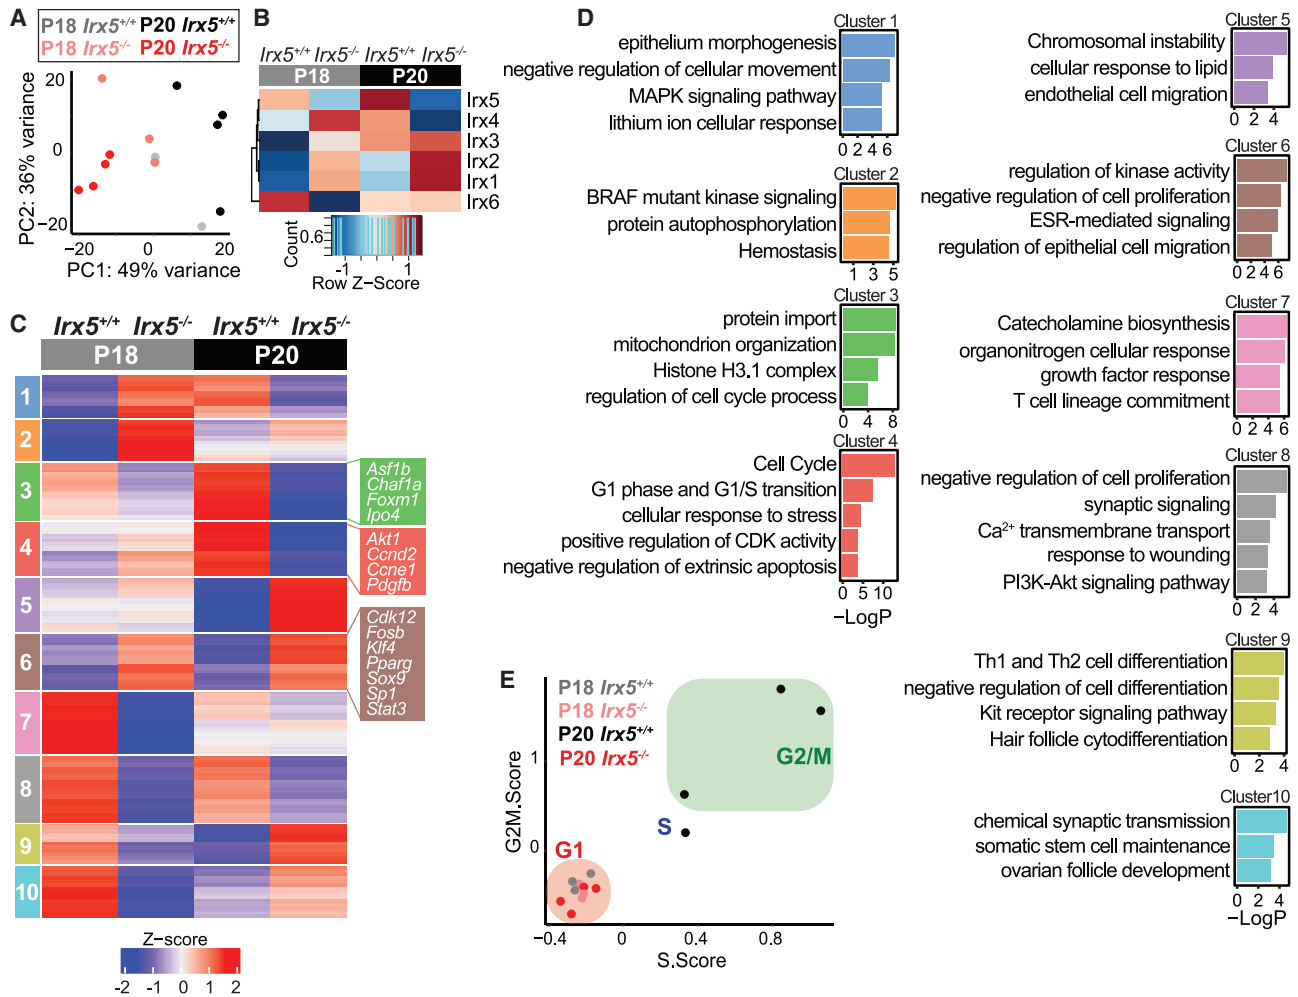 A
P18 Irx5+/+ P20 Irx5+/+
P18 Irx5-/- P20 Irx5-/-
20
0
−20
−20 0 20
PC2: 36% variance
PC1: 49% variance
B
Irx5+/+ Irx5-/- Irx5+/+ Irx5-/-
P18 P20
Irx5
Irx4
Irx3
Irx2
Irx1
Irx6
Count
0.6
-1 1
Row Z−Score
C
Irx5+/+ Irx5-/- Irx5+/+ Irx5-/-
P18 P20
1
2
3
4
5
6
7
8
9
10
Asf1b
Chaf1a
Foxm1
Ipo4
Akt1
Ccnd2
Ccne1
Pdgfb
Cdk12
Fosb
Klf4
Pparg
Sox9
Sp1
Stat3
Z−score
-2 -1 0 1 2
D
Cluster 1
epithelium morphogenesis
negative regulation of cellular movement
MAPK signaling pathway
lithium ion cellular response
0 2 4 6
Cluster 2
BRAF mutant kinase signaling
protein autophosphorylation
Hemostasis
1 3 5
Cluster 3
protein import
mitochondrion organization
Histone H3.1 complex
regulation of cell cycle process
0 4 8
Cluster 4
Cell Cycle
G1 phase and G1/S transition
cellular response to stress
positive regulation of CDK activity
negative regulation of extrinsic apoptosis
0 5 10
−LogP
Cluster 5
Chromosomal instability
cellular response to lipid
endothelial cell migration
0 2 4
Cluster 6
regulation of kinase activity
negative regulation of cell proliferation
ESR-mediated signaling
regulation of epithelial cell migration
0 2 4 6
Cluster 7
Catecholamine biosynthesis
organonitrogen cellular response
growth factor response
T cell lineage commitment
0 2 4 6
Cluster 8
negative regulation of cell proliferation
synaptic signaling
Ca2+ transmembrane transport
response to wounding
PI3K-Akt signaling pathway
0 2 4
Cluster 9
Th1 and Th2 cell differentiation
negative regulation of cell differentiation
Kit receptor signaling pathway
Hair follicle cytodifferentiation
0 2 4
Cluster10
chemical synaptic transmission
somatic stem cell maintenance
ovarian follicle development
0 2 4
−LogP
E
P18 Irx5+/+
P18 Irx5-/-
P20 Irx5+/+
P20 Irx5-/-
G2/M
S
G1
G2M.Score
1
0
−0.4 0 0.4 0.8
S.Score